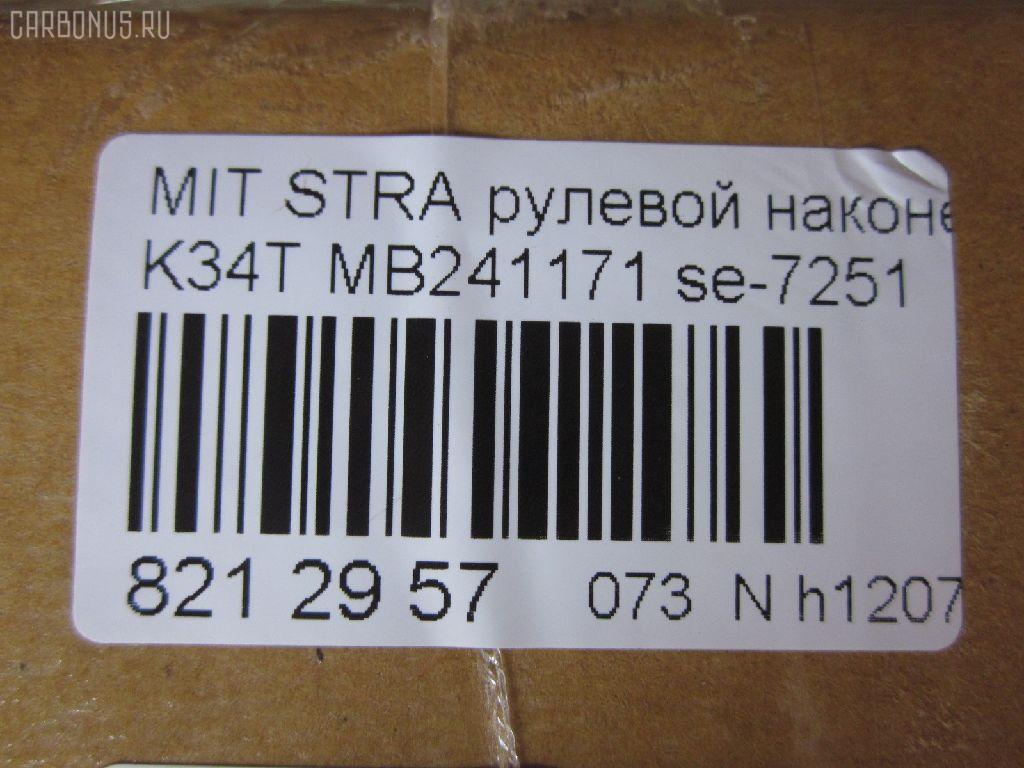 CARBONUS.RU
MIT STRA рулевой наконе
K34T MB241171 se-7251
821 29 57 073 N h1207